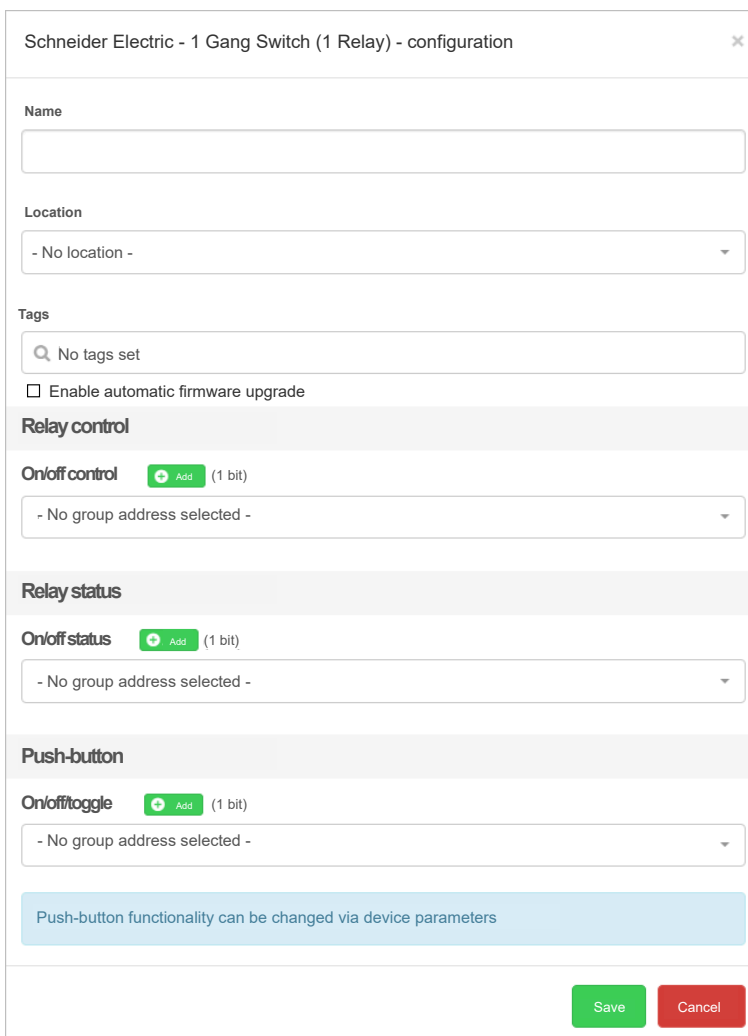 Schneider Electric - 1 Gang Switch (1 Relay) - configuration ×
Name
Location
- No location -
Tags
No tags set
Enable automatic firmware upgrade
Relay control
On/off control Add (1 bit)
- No group address selected -
Relay status
On/off status Add (1 bit)
- No group address selected -
Push-button
On/off/toggle Add (1 bit)
- No group address selected -
Push-button functionality can be changed via device parameters
Save Cancel